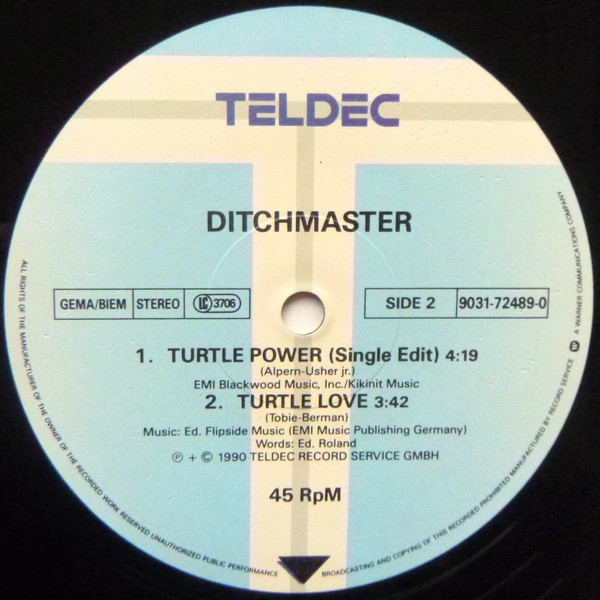 TELDEC
DITCHMASTER
GEMA/BIEM STEREO LC 3706 SIDE 2 9031-72489-0
1. TURTLE POWER (Single Edit) 4:19
(Alpern-Usher jr.)
EMI Blackwood Music, Inc./Kikinit Music
2. TURTLE LOVE 3:42
(Tobie-Berman)
Music: Ed. Flipside Music (EMI Music Publishing Germany)
Words: Ed. Roland
℗ + © 1990 TELDEC RECORD SERVICE GMBH
45 RpM
ALL RIGHTS OF THE MANUFACTURER OF THE OWNER OF THE RECORDED WORK RESERVED UNAUTHORIZED PUBLIC PERFORMANCE BROADCASTING AND COPYING OF THIS RECORD PROHIBITED MANUFACTURED BY RECORD SERVICE W A WARNER COMMUNICATIONS COMPANY